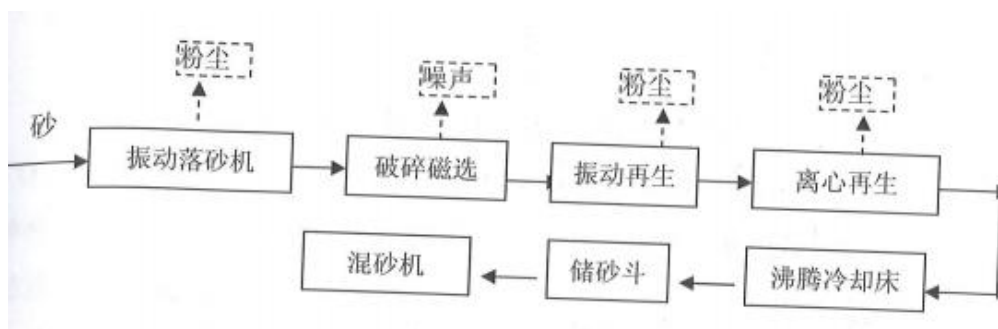 粉尘
噪声
粉尘
粉尘
砂
振动落砂机
破碎磁选
振动再生
离心再生
混砂机
储砂斗
沸腾冷却床